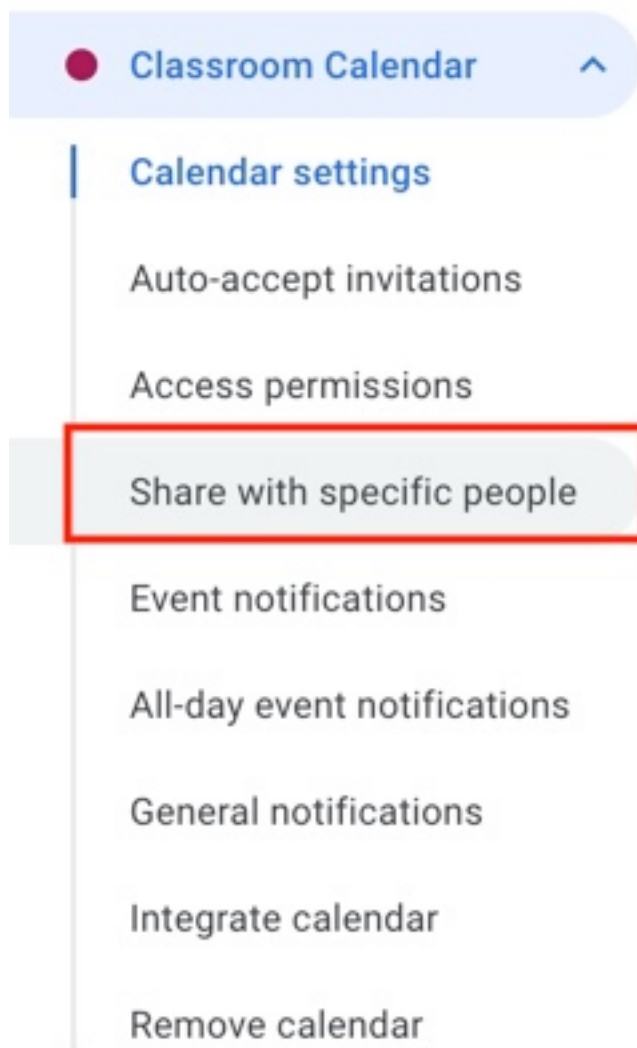 Classroom Calendar
Calendar settings
Auto-accept invitations
Access permissions
Share with specific people
Event notifications
All-day event notifications
General notifications
Integrate calendar
Remove calendar